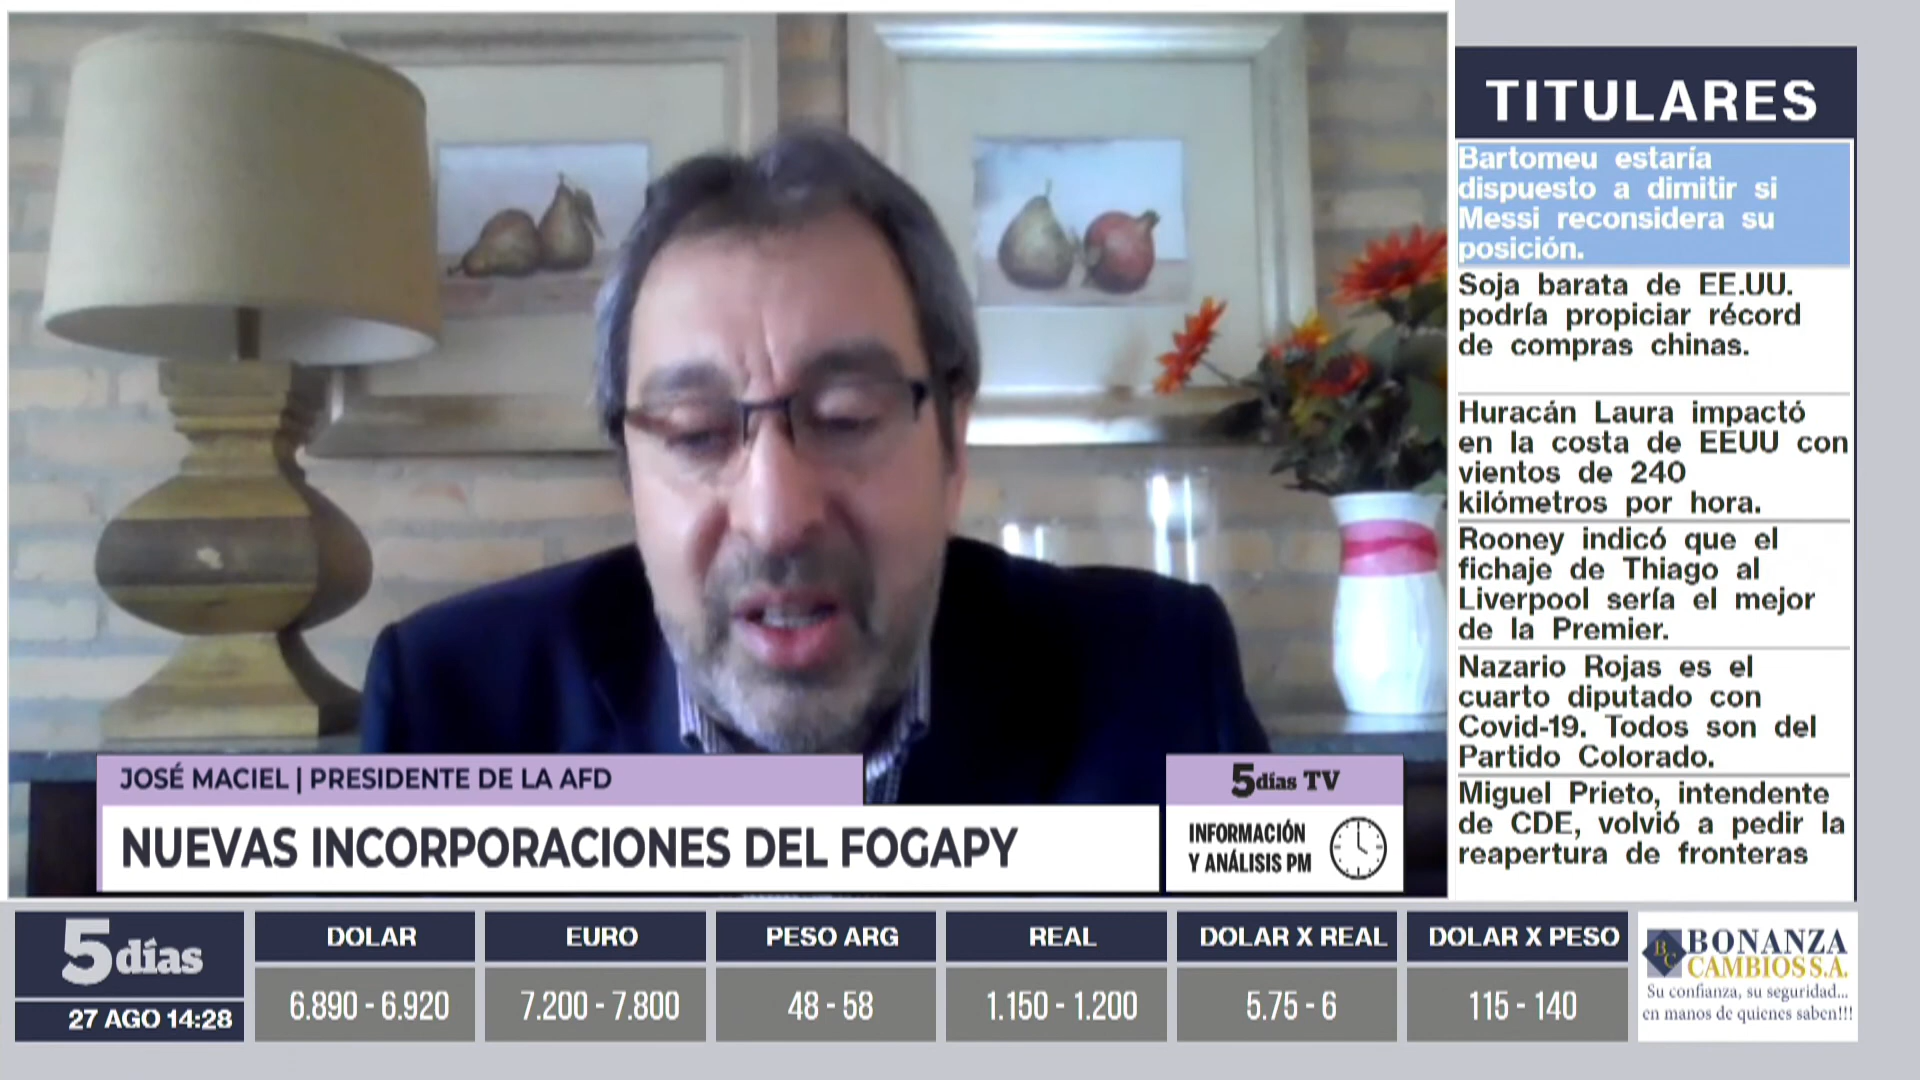 TITULARES
Bartomeu estaría
dispuesto a dimitir si
Messi reconsidera su
posición.
Soja barata de EE.UU.
podría propiciar récord
de compras chinas.
Huracán Laura impactó
en la costa de EEUU con
vientos de 240
kilómetros por hora.
Rooney indicó que el
fichaje de Thiago al
Liverpool sería el mejor
de la Premier.
Nazario Rojas es el
cuarto diputado con
Covid-19. Todos son del
Partido Colorado.
Miguel Prieto, intendente
de CDE, volvió a pedir la
reapertura de fronteras
JOSÉ MACIEL | PRESIDENTE DE LA AFD
NUEVAS INCORPORACIONES DEL FOGAPY
5días TV
INFORMACIÓN
Y ANÁLISIS PM
5días
27 AGO 14:28
DOLAR
6.890 - 6.920
EURO
7.200 - 7.800
PESO ARG
48 - 58
REAL
1.150 - 1.200
DOLAR X REAL
5.75 - 6
DOLAR X PESO
115 - 140
BC
BONANZA
CAMBIOS S.A.
Su confianza, su seguridad...
en manos de quienes saben!!!